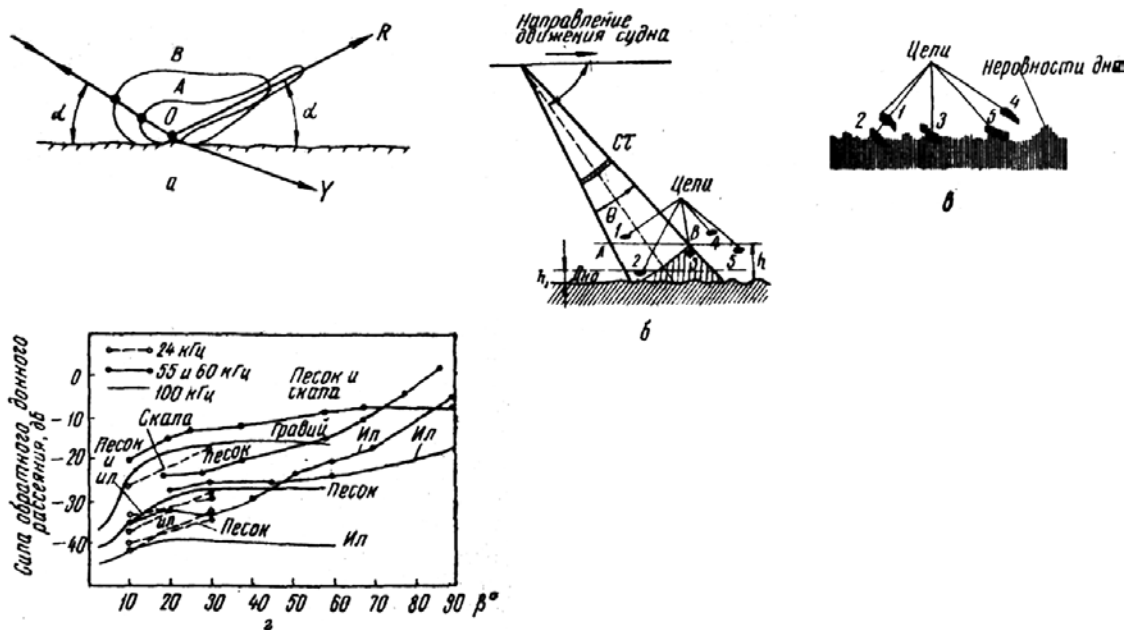 R
B
A
O
α
α
Y
а
Направление
движения судна
cτ
θ
Цели
1
A
B
4
2
3
5
h
h₁
Дно
б
Цели
Неровности дна
4
1
2
3
5
в
Сила обратного донного
рассеяния, дб
0
-10
-20
-30
-40
24 кГц
55 и 60 кГц
100 кГц
Песок и
скала
Скала
Гравий
Песок
и
ил
Песок
Ил
Ил
Песок
ил
Песок
Ил
10 20 30 40 50 60 70 80 90 β°
г